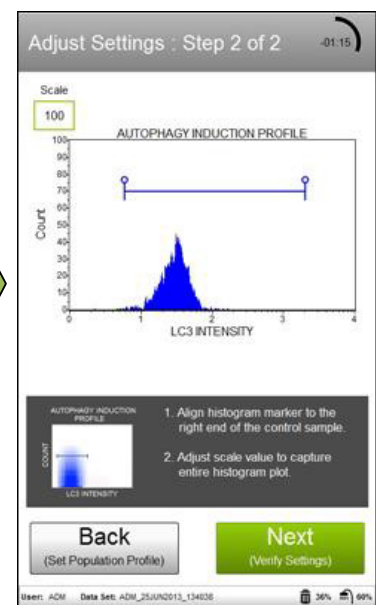 Adjust Settings : Step 2 of 2
-01:15
Scale
100
AUTOPHAGY INDUCTION PROFILE
100
90
80
70
60
50
40
30
20
10
0
Count
0 1 2 3 4
LC3 INTENSITY
AUTOPHAGY INDUCTION
PROFILE
COUNT
LC3 INTENSITY
1. Align histogram marker to the
right end of the control sample.
2. Adjust scale value to capture
entire histogram plot.
Back
(Set Population Profile)
Next
(Verify Settings)
User: ADM Data Set: ADM_25JUN2013_134038 36% 60%